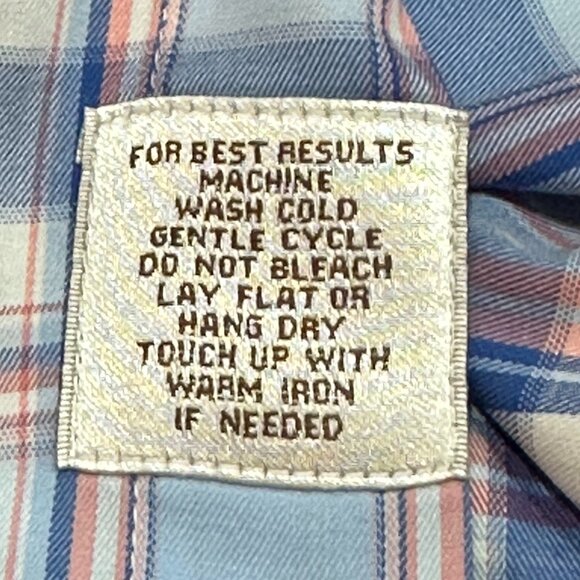 FOR BEST RESULTS
MACHINE
WASH COLD
GENTLE CYCLE
DO NOT BLEACH
LAY FLAT OR
HANG DRY
TOUCH UP WITH
WARM IRON
IF NEEDED